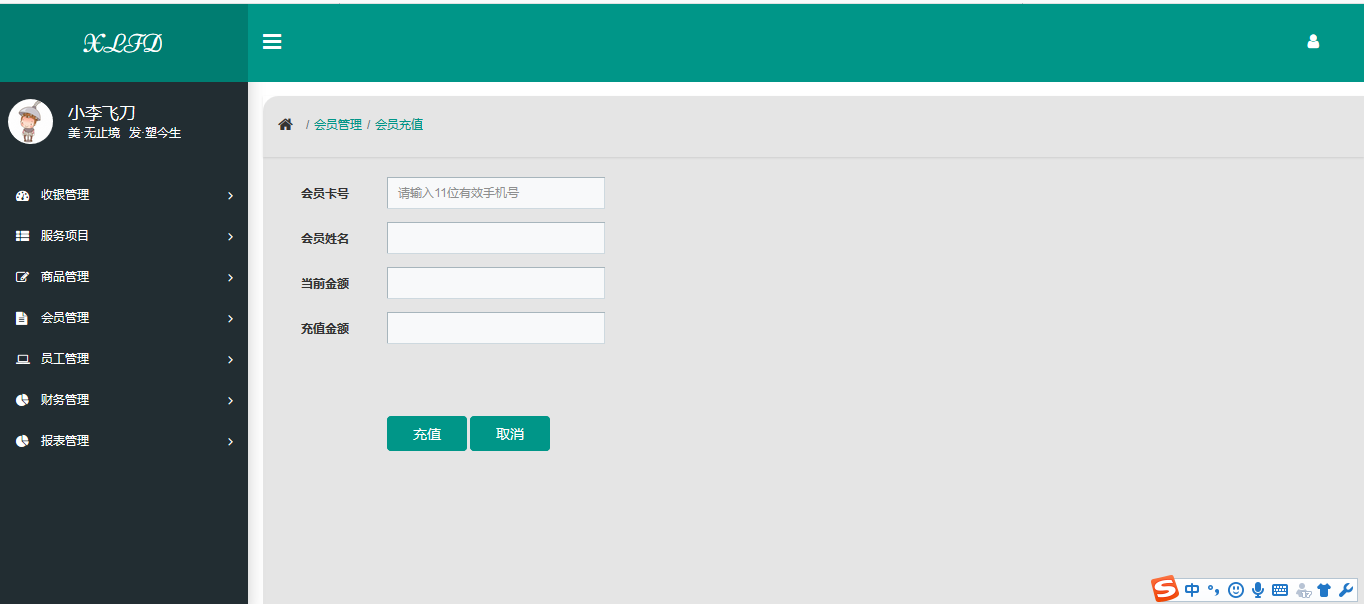 XLFD
小李飞刀
美·无止境 发·塑今生
收银管理
服务项目
商品管理
会员管理
员工管理
财务管理
报表管理
/ 会员管理 / 会员充值
会员卡号 请输入11位有效手机号
会员姓名
当前金额
充值金额
充值 取消
S 中